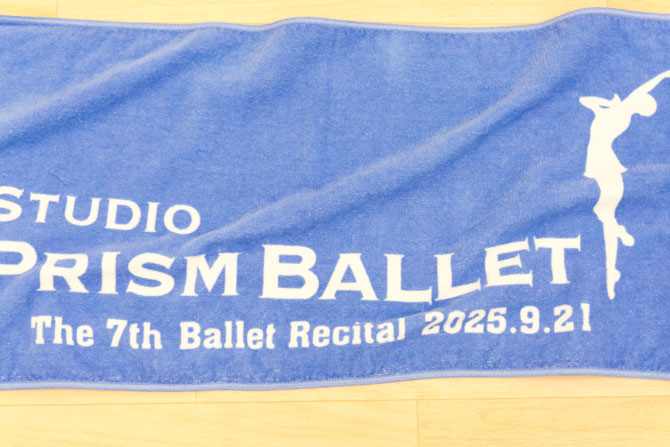 STUDIO
PRISM BALLET
The 7th Ballet Recital 2025.9.21